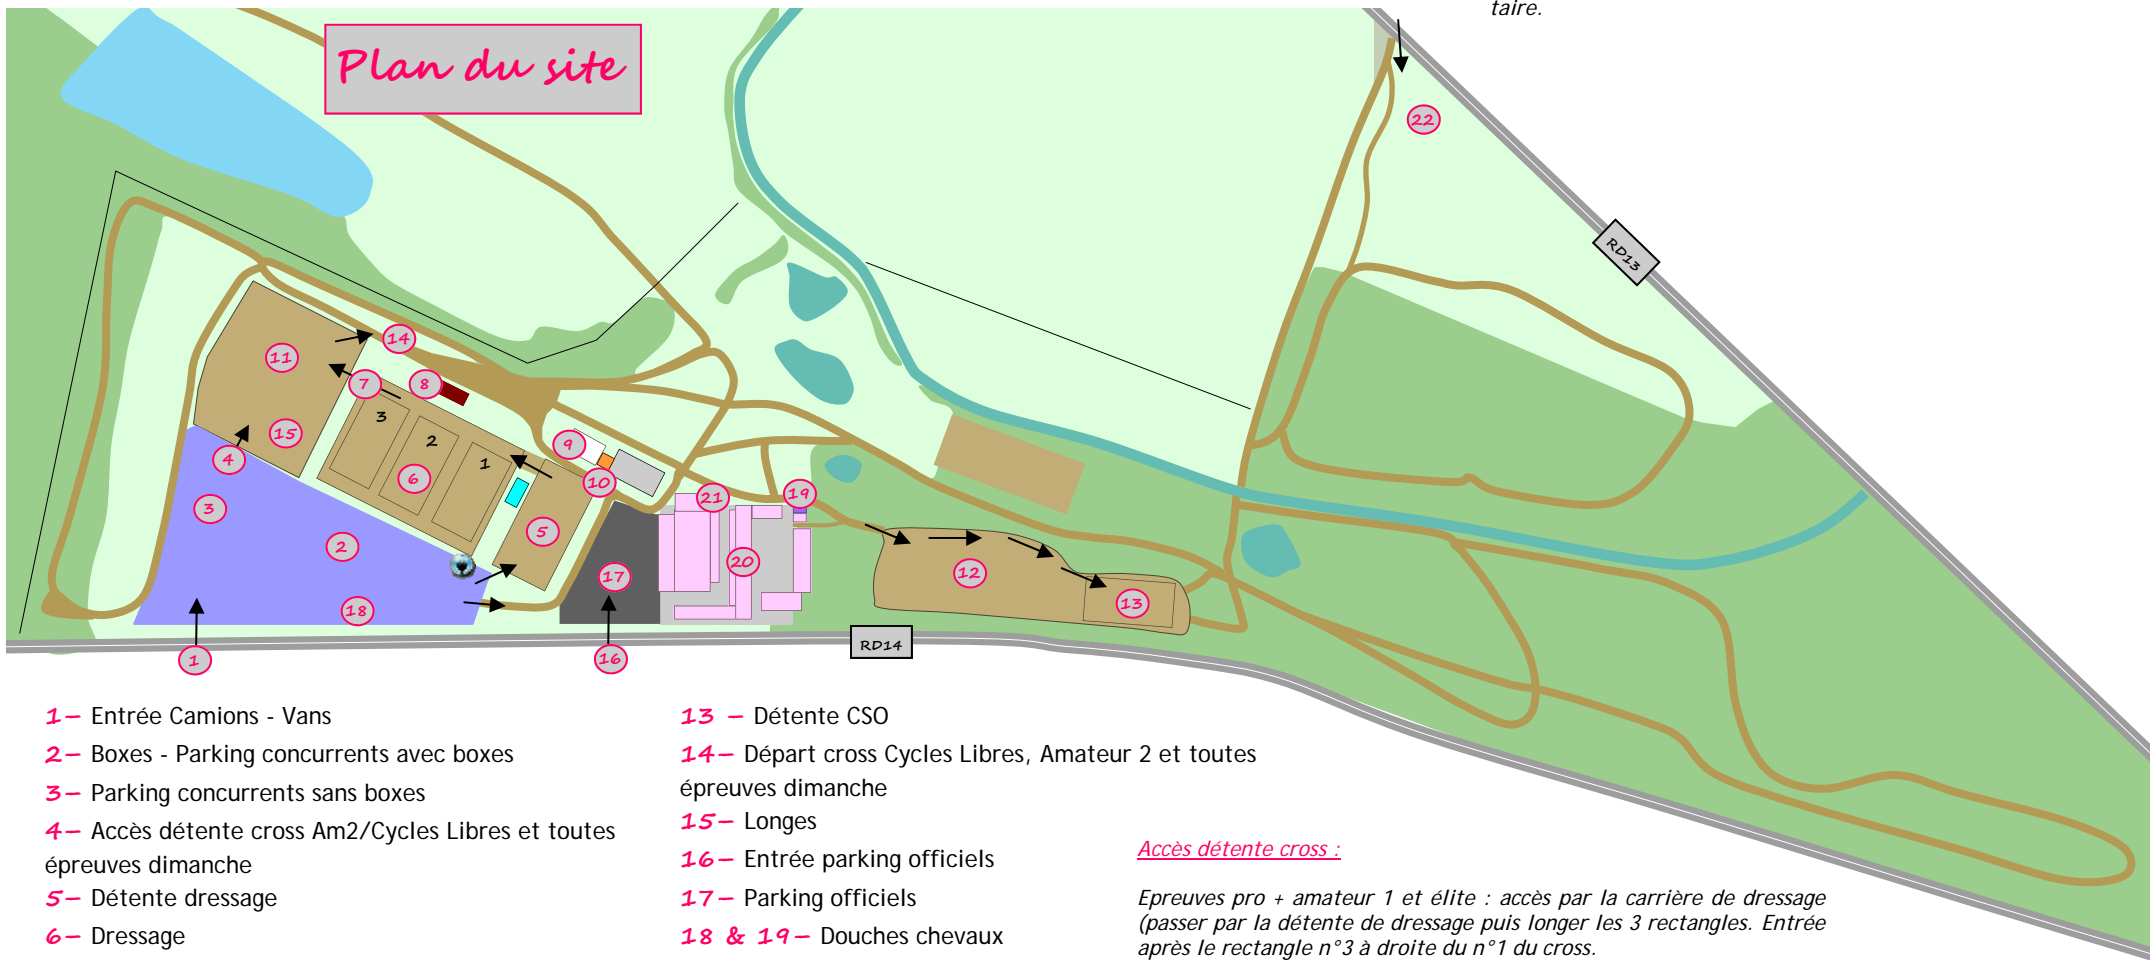 taire.
Plan du site
22
RD13
14
11
7
8
3
15
2
9
4
1
6
10
21
19
3
5
2
20
12
17
13
18
RD14
1
16
1– Entrée Camions - Vans
2– Boxes - Parking concurrents avec boxes
3– Parking concurrents sans boxes
4– Accès détente cross Am2/Cycles Libres et toutes
épreuves dimanche
5– Détente dressage
6– Dressage
13 – Détente CSO
14– Départ cross Cycles Libres, Amateur 2 et toutes
épreuves dimanche
15– Longes
16– Entrée parking officiels
17– Parking officiels
18 & 19– Douches chevaux
Accès détente cross :
Epreuves pro + amateur 1 et élite : accès par la carrière de dressage
(passer par la détente de dressage puis longer les 3 rectangles. Entrée
après le rectangle n°3 à droite du n°1 du cross.